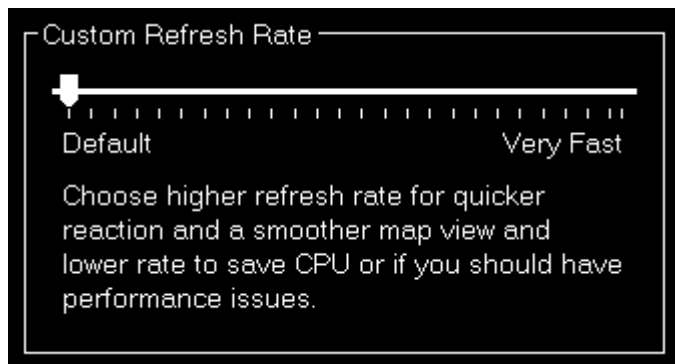 Custom Refresh Rate
Default
Very Fast
Choose higher refresh rate for quicker
reaction and a smoother map view and
lower rate to save CPU or if you should have
performance issues.